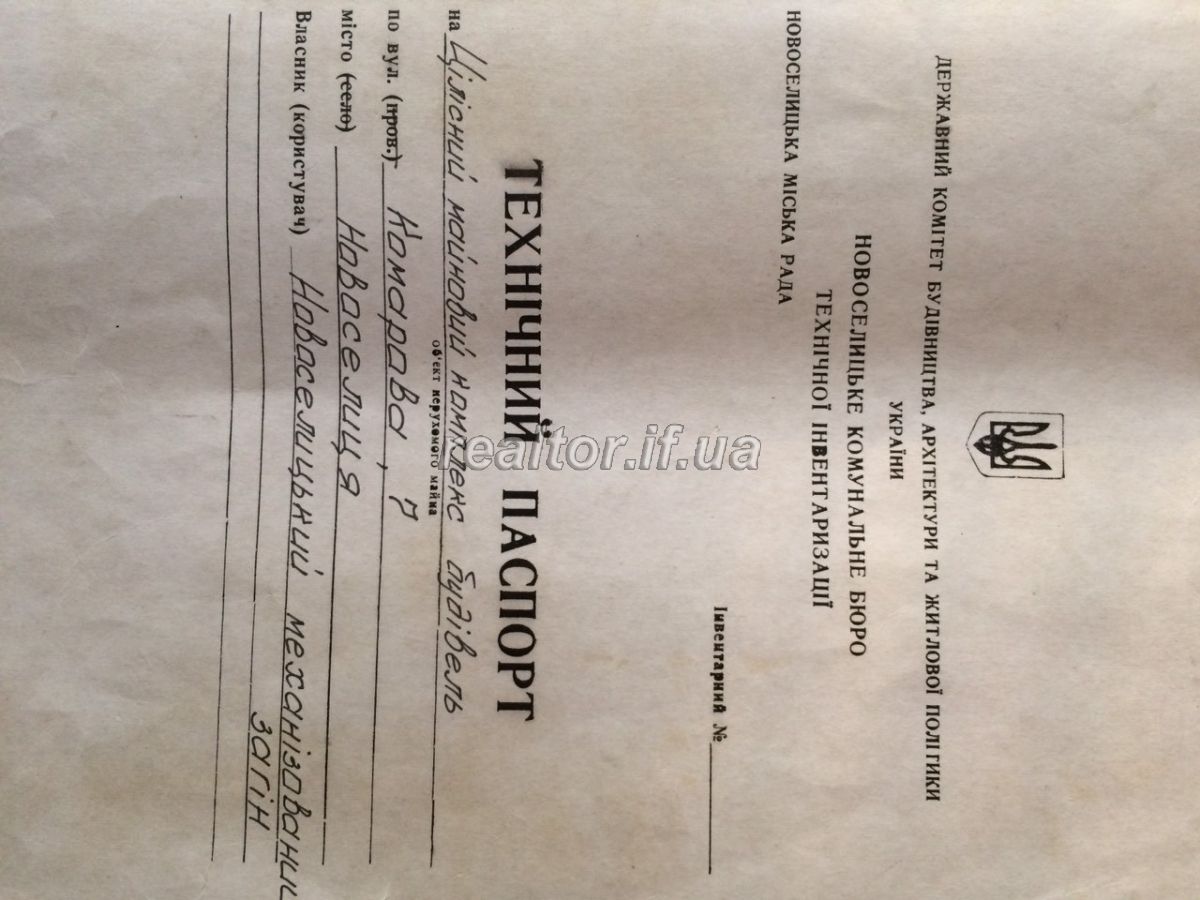 ДЕРЖАВНИЙ КОМІТЕТ БУДІВНИЦТВА, АРХІТЕКТУРИ ТА ЖИТЛОВОЇ ПОЛІТИКИ
УКРАЇНИ
НОВОСЕЛИЦЬКЕ КОМУНАЛЬНЕ БЮРО
ТЕХНІЧНОЇ ІНВЕНТАРИЗАЦІЇ
НОВОСЕЛИЦЬКА МІСЬКА РАДА
Інвентарний №
ТЕХНІЧНИЙ ПАСПОРТ
на Цілісний майновий комплекс будівель
об'єкт нерухомого майна
по вул. (пров.) Комарова,
місто (село) Новоселиця
Власник (користувач) Новоселицький механізований
загін
realtor.if.ua